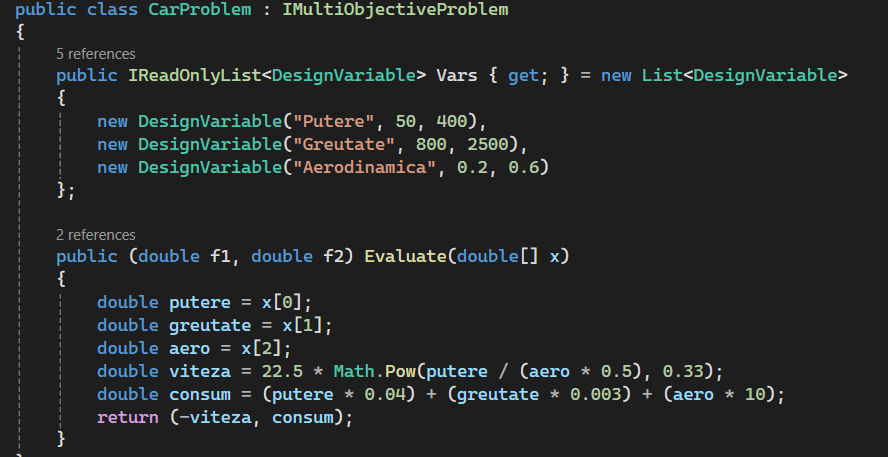 public class CarProblem : IMultiObjectiveProblem
{
5 references
public IReadOnlyList<DesignVariable> Vars { get; } = new List<DesignVariable>
{
new DesignVariable("Putere", 50, 400),
new DesignVariable("Greutate", 800, 2500),
new DesignVariable("Aerodinamica", 0.2, 0.6)
};
2 references
public (double f1, double f2) Evaluate(double[] x)
{
double putere = x[0];
double greutate = x[1];
double aero = x[2];
double viteza = 22.5 * Math.Pow(putere / (aero * 0.5), 0.33);
double consum = (putere * 0.04) + (greutate * 0.003) + (aero * 10);
return (-viteza, consum);
}
}